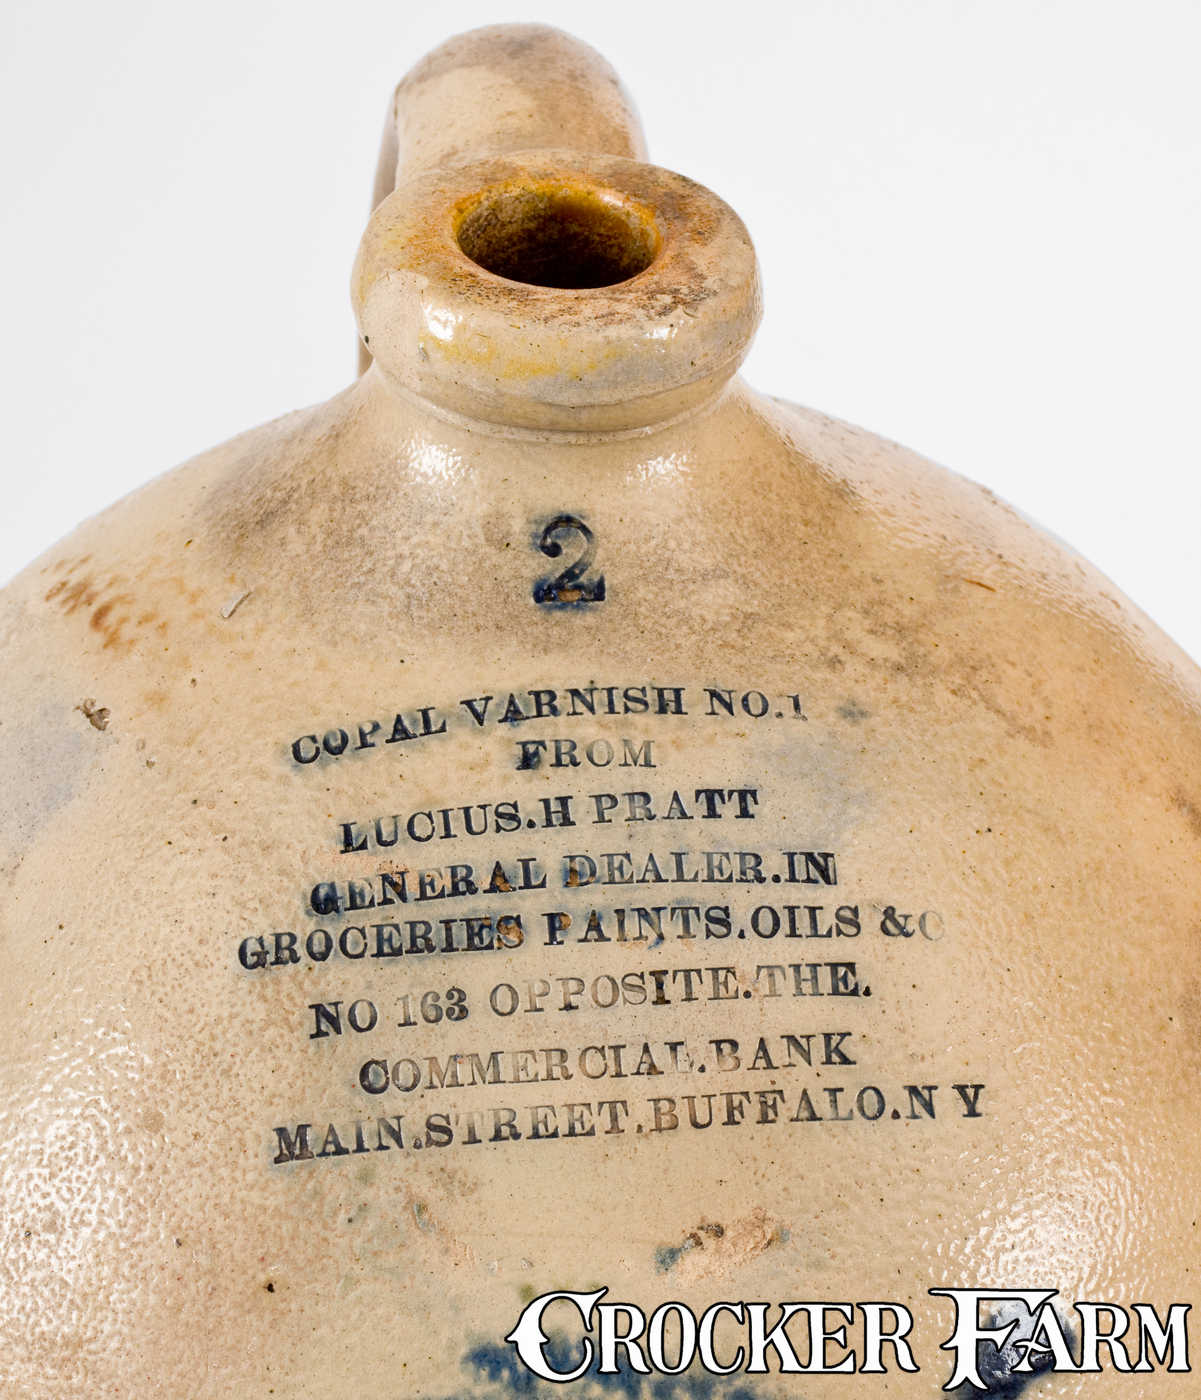 2
COPAL VARNISH NO.1
FROM
LUCIUS.H PRATT
GENERAL DEALER.IN
GROCERIES PAINTS.OILS &C
NO 163 OPPOSITE.THE.
COMMERCIAL.BANK
MAIN.STREET.BUFFALO.N Y
CROCKER FARM